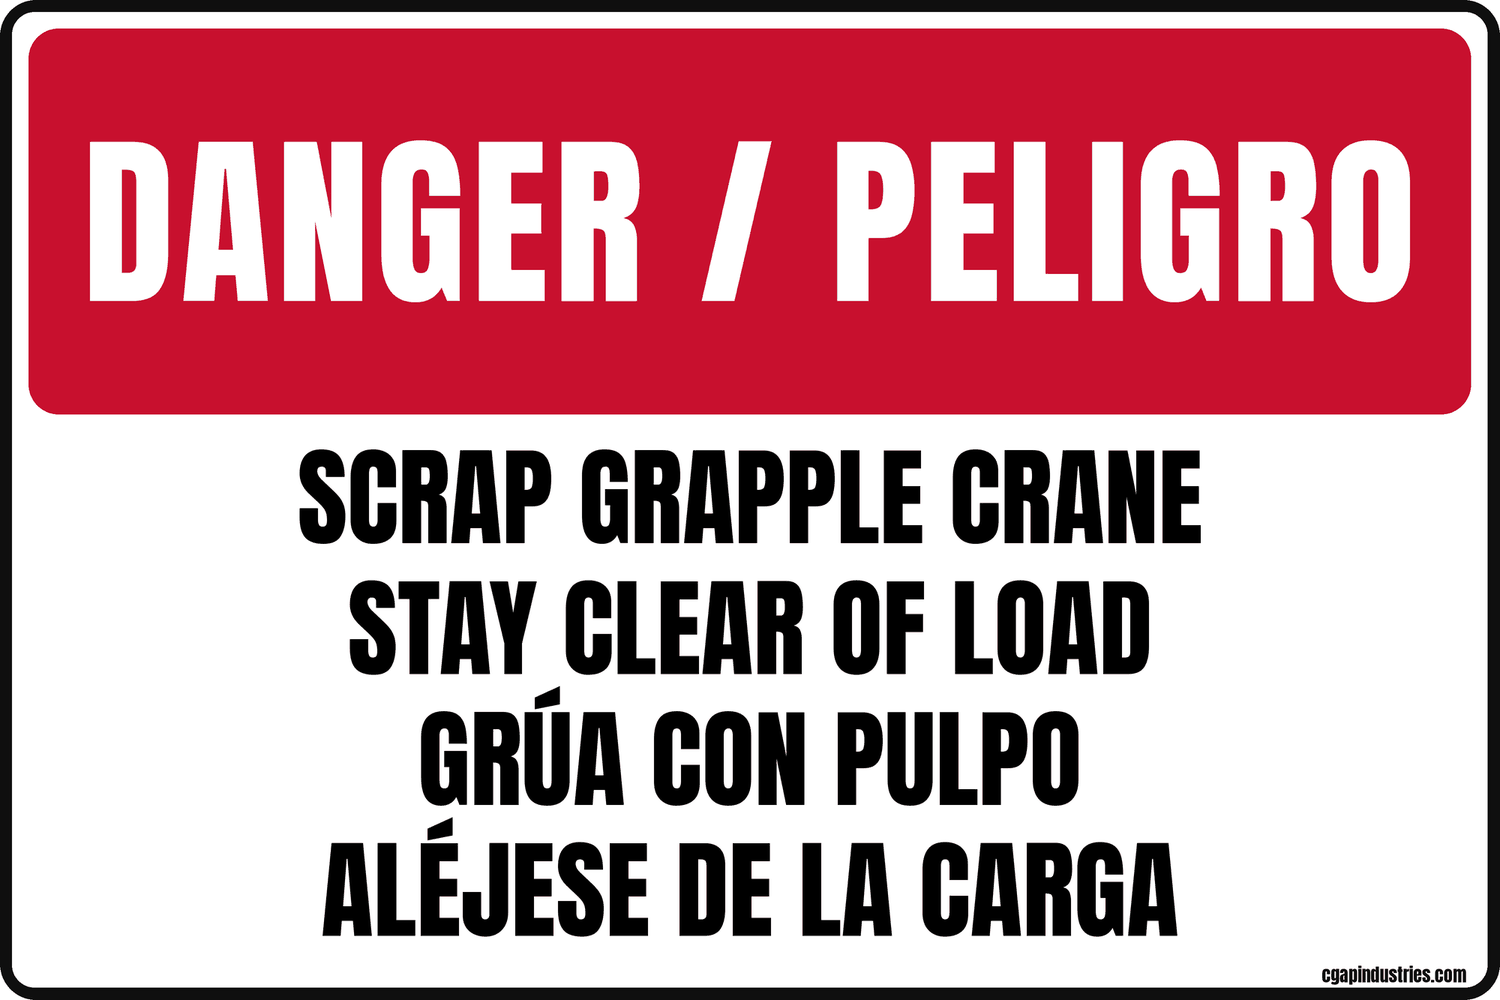 DANGER / PELIGRO
SCRAP GRAPPLE CRANE
STAY CLEAR OF LOAD
GRÚA CON PULPO
ALÉJESE DE LA CARGA
cgapindustries.com